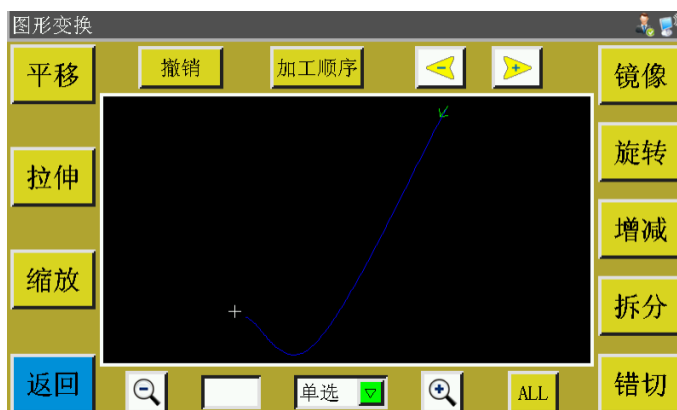 图形变换
平移
撤销
加工顺序
-
+
镜像
拉伸
旋转
增减
缩放
拆分
返回
单选
ALL
错切